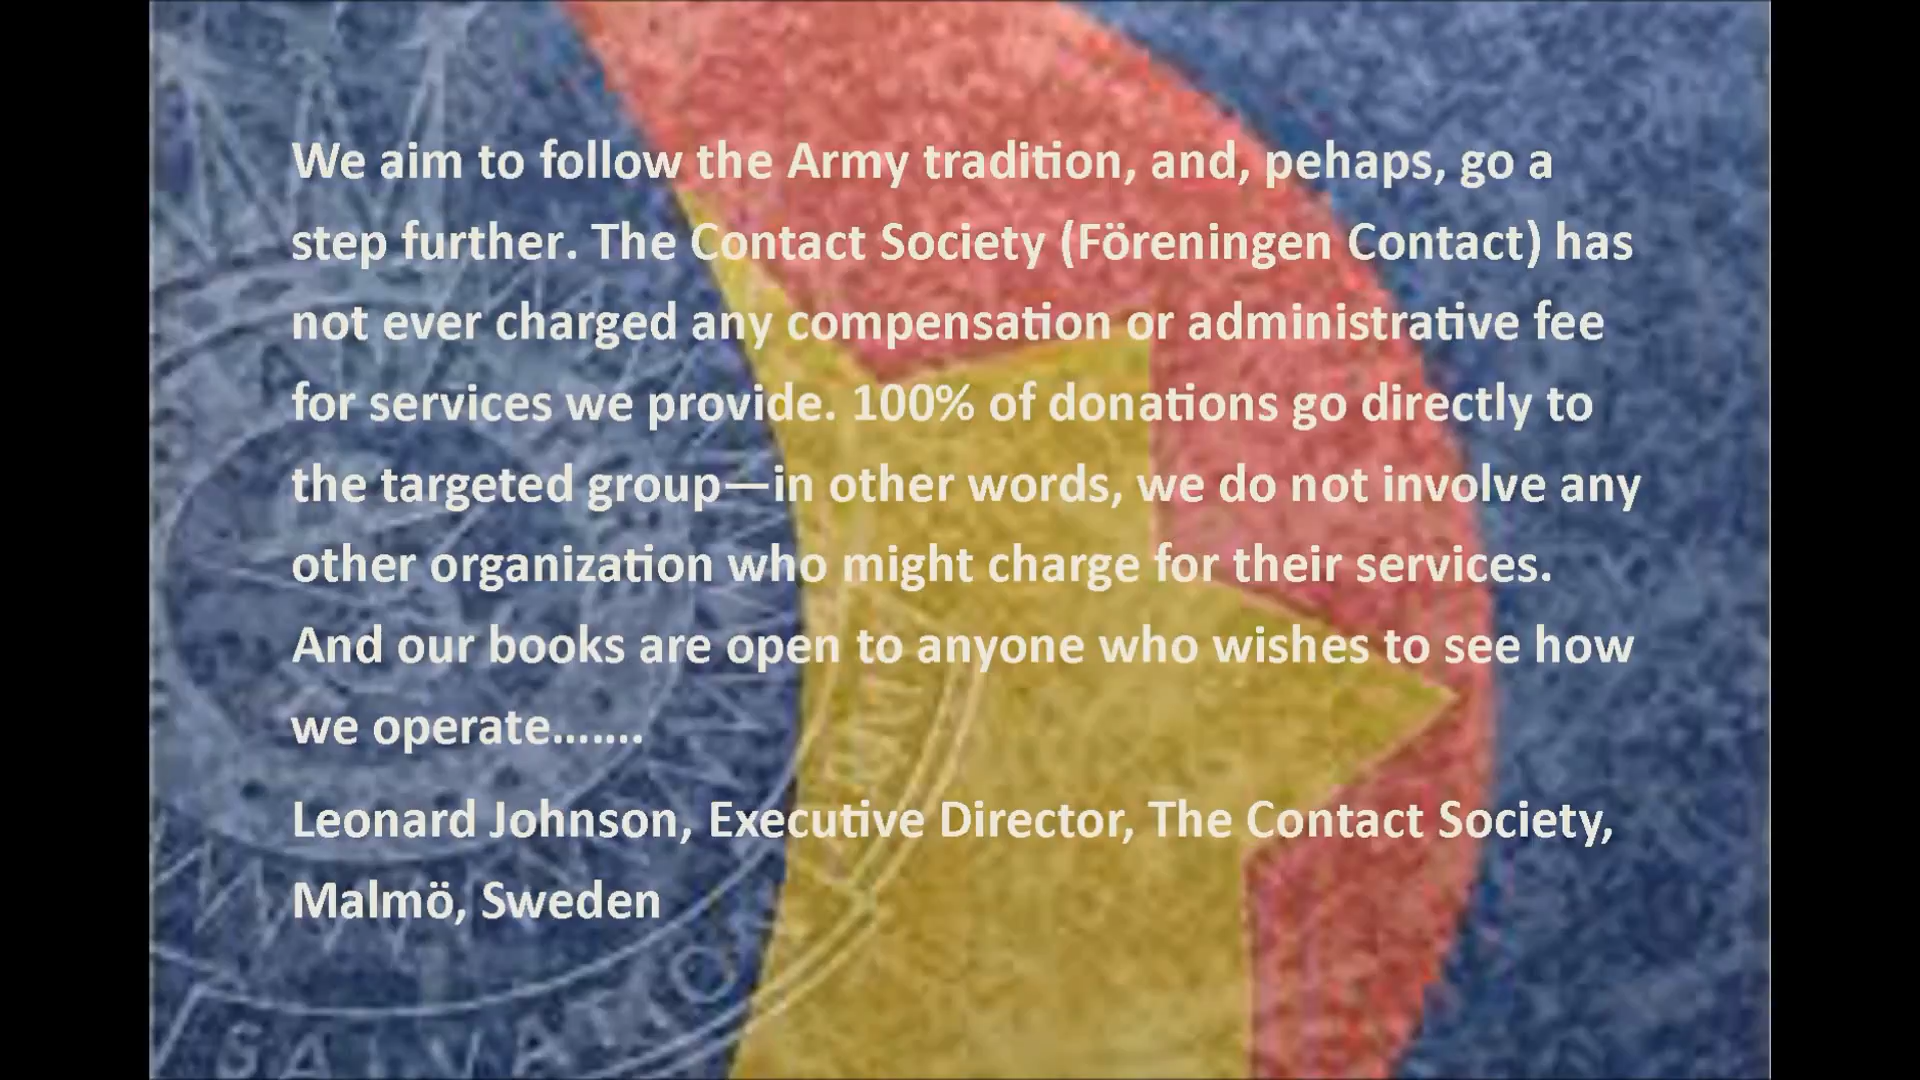 We aim to follow the Army tradition, and, pehaps, go a
step further. The Contact Society (Föreningen Contact) has
not ever charged any compensation or administrative fee
for services we provide. 100% of donations go directly to
the targeted group—in other words, we do not involve any
other organization who might charge for their services.
And our books are open to anyone who wishes to see how
we operate.......
Leonard Johnson, Executive Director, The Contact Society,
Malmö, Sweden
SALVATION
ARMY